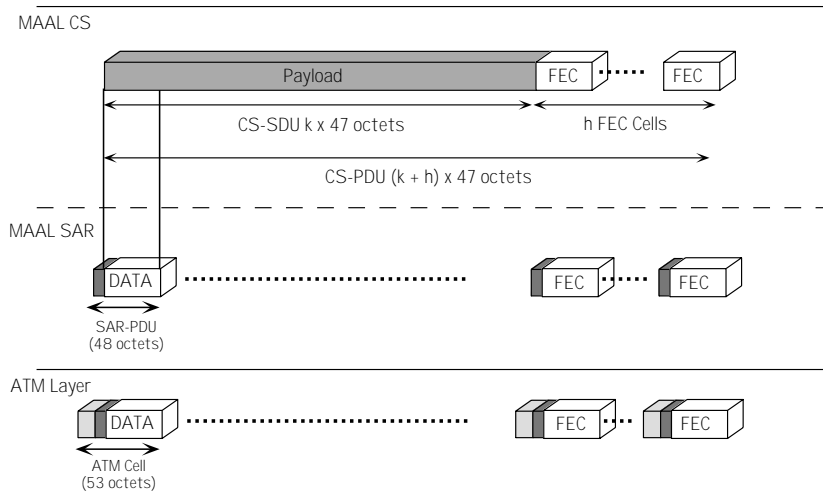 MAAL CS
Payload FEC FEC
CS-SDU k x 47 octets h FEC Cells
CS-PDU (k + h) x 47 octets
MAAL SAR
DATA FEC FEC
SAR-PDU
(48 octets)
ATM Layer
DATA FEC FEC
ATM Cell
(53 octets)